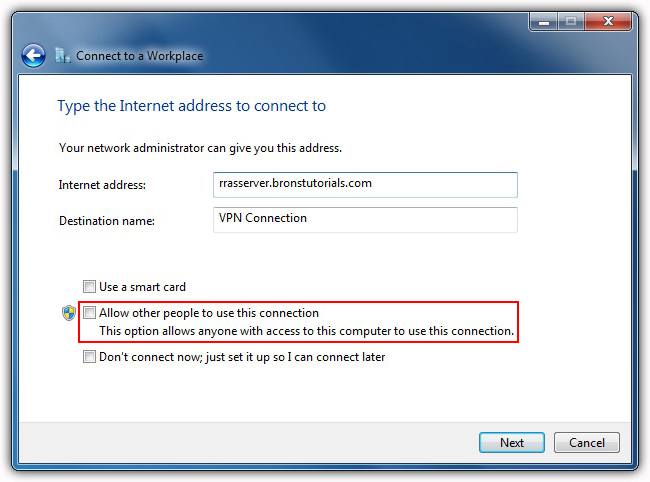 Connect to a Workplace
Type the Internet address to connect to
Your network administrator can give you this address.
Internet address:
rrasserver.bronstutorials.com
Destination name:
VPN Connection
Use a smart card
Allow other people to use this connection
This option allows anyone with access to this computer to use this connection.
Don't connect now; just set it up so I can connect later
Next
Cancel